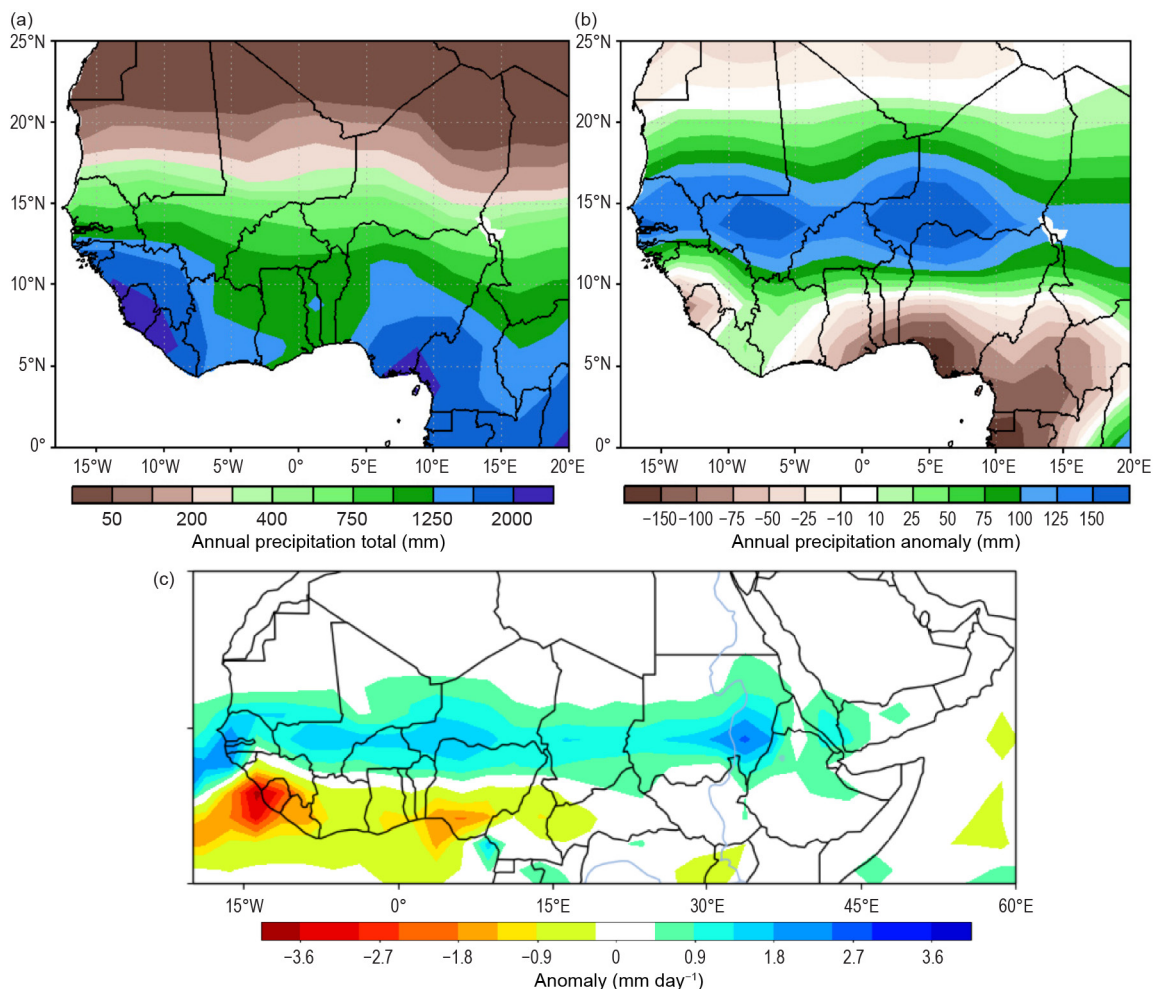 (a)
(b)
25°N
20°N
15°N
10°N
5°N
0°
15°W 10°W 5°W 0° 5°E 10°E 15°E 20°E
50 200 400 750 1250 2000
Annual precipitation total (mm)
25°N
20°N
15°N
10°N
5°N
0°
15°W 10°W 5°W 0° 5°E 10°E 15°E 20°E
−150 −100 −75 −50 −25 −10 10 25 50 75 100 125 150
Annual precipitation anomaly (mm)
(c)
15°W 0° 15°E 30°E 45°E 60°E
−3.6 −2.7 −1.8 −0.9 0 0.9 1.8 2.7 3.6
Anomaly (mm day⁻¹)